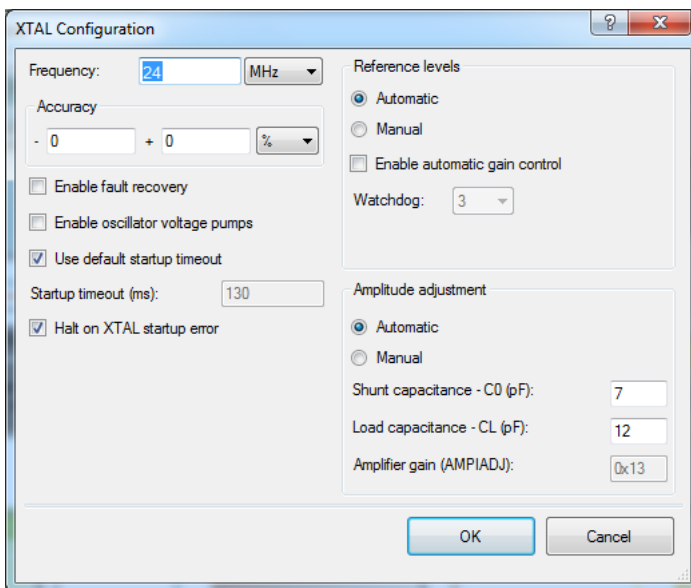 XTAL Configuration
Frequency: 24 MHz
Accuracy
- 0 + 0 %
Enable fault recovery
Enable oscillator voltage pumps
Use default startup timeout
Startup timeout (ms): 130
Halt on XTAL startup error
Reference levels
Automatic
Manual
Enable automatic gain control
Watchdog: 3
Amplitude adjustment
Automatic
Manual
Shunt capacitance - C0 (pF): 7
Load capacitance - CL (pF): 12
Amplifier gain (AMPIADJ): 0x13
OK Cancel